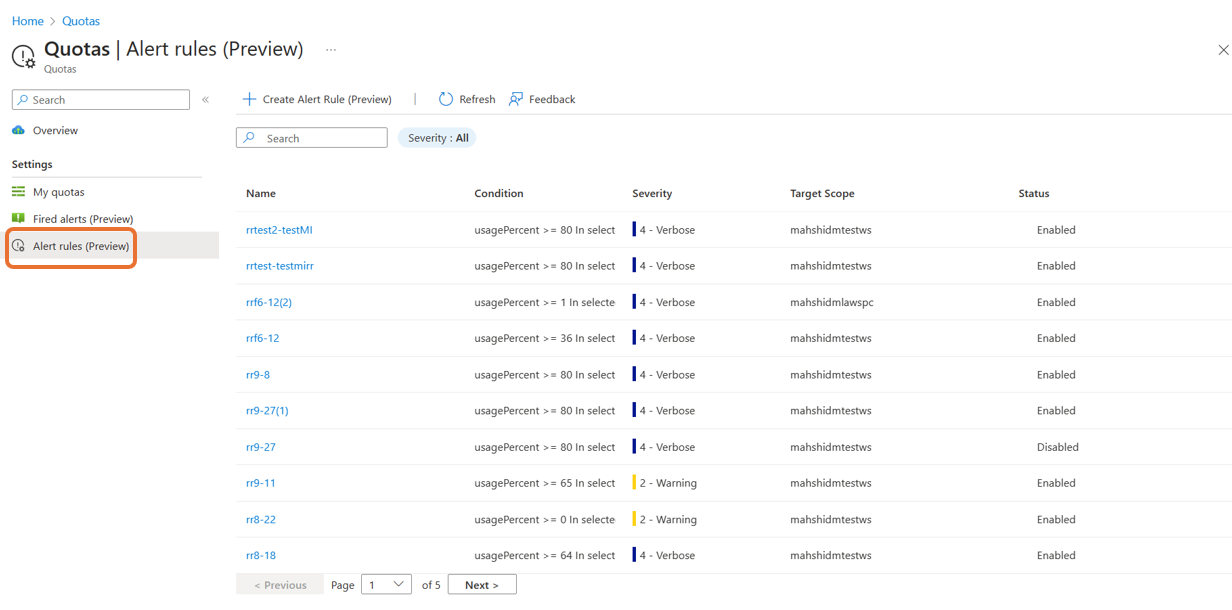 Home > Quotas
Quotas | Alert rules (Preview) ...
Quotas
Search «
Overview
Settings
My quotas
Fired alerts (Preview)
Alert rules (Preview)
Create Alert Rule (Preview) | Refresh Feedback
Search Severity : All
Name Condition Severity Target Scope Status
rrtest2-testMI usagePercent >= 80 In select 4 - Verbose mahshidmtestws Enabled
rrtest-testmirr usagePercent >= 80 In select 4 - Verbose mahshidmtestws Enabled
rrf6-12(2) usagePercent >= 1 In selecte 4 - Verbose mahshidmlawspc Enabled
rrf6-12 usagePercent >= 36 In select 4 - Verbose mahshidmtestws Enabled
rr9-8 usagePercent >= 80 In select 4 - Verbose mahshidmtestws Enabled
rr9-27(1) usagePercent >= 80 In select 4 - Verbose mahshidmtestws Enabled
rr9-27 usagePercent >= 80 In select 4 - Verbose mahshidmtestws Disabled
rr9-11 usagePercent >= 65 In select 2 - Warning mahshidmtestws Enabled
rr8-22 usagePercent >= 0 In selecte 2 - Warning mahshidmtestws Enabled
rr8-18 usagePercent >= 64 In select 4 - Verbose mahshidmtestws Enabled
< Previous Page 1 of 5 Next >